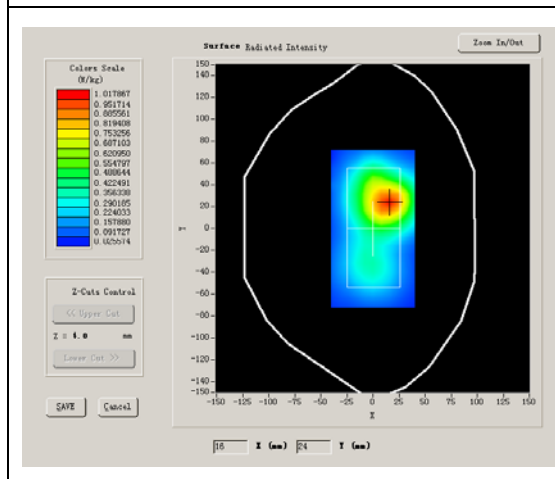 Surface Radiated Intensity
Zoom In/Out
Colors Scale
(W/kg)
1.017867
0.951714
0.885561
0.819408
0.753256
0.687103
0.620950
0.554797
0.488644
0.422491
0.356338
0.290185
0.224033
0.157880
0.091727
0.025574
Z-Cuts Control
<< Upper Cut
Z = 4.0 mm
Lower Cut >>
SAVE
Cancel
150
140
120
100
80
60
40
20
0
-20
-40
-60
-80
-100
-120
-140
-150
Y
-150 -125 -100 -75 -50 -25 0 25 50 75 100 125 150
X
16 X (mm) 24 Y (mm)